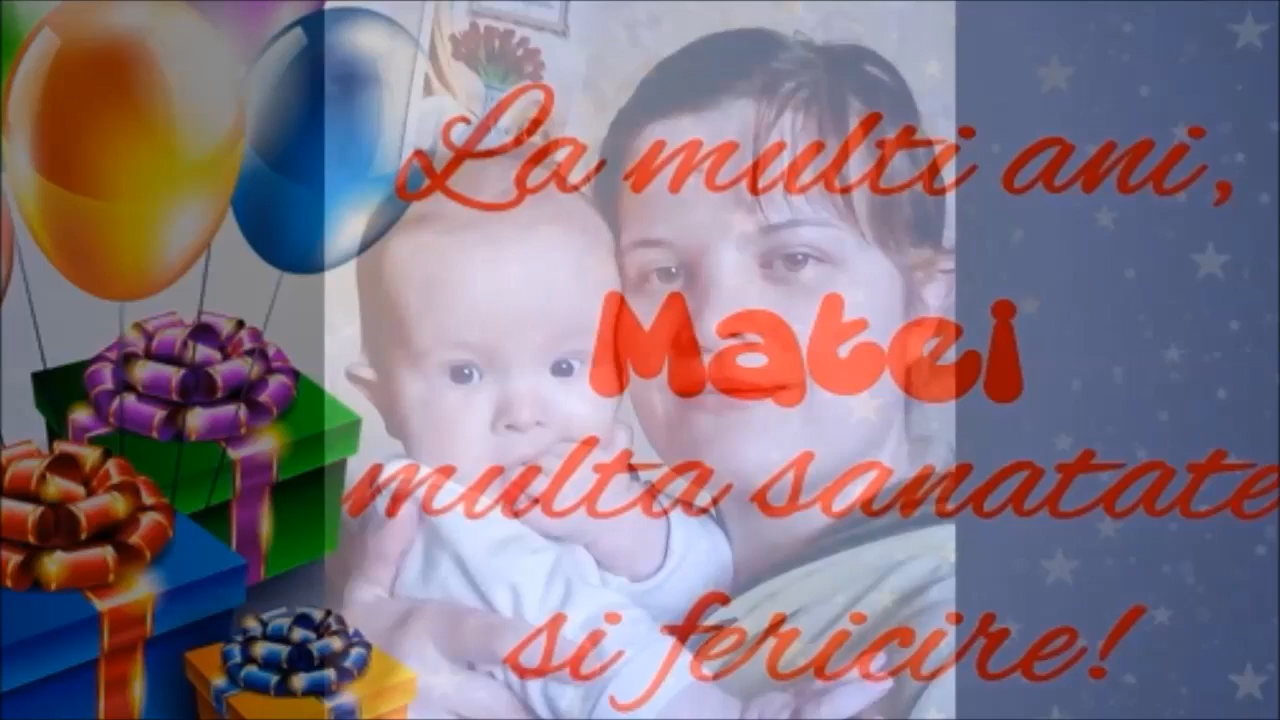 La multi ani,
Matei
multa sanatate
si fericire!